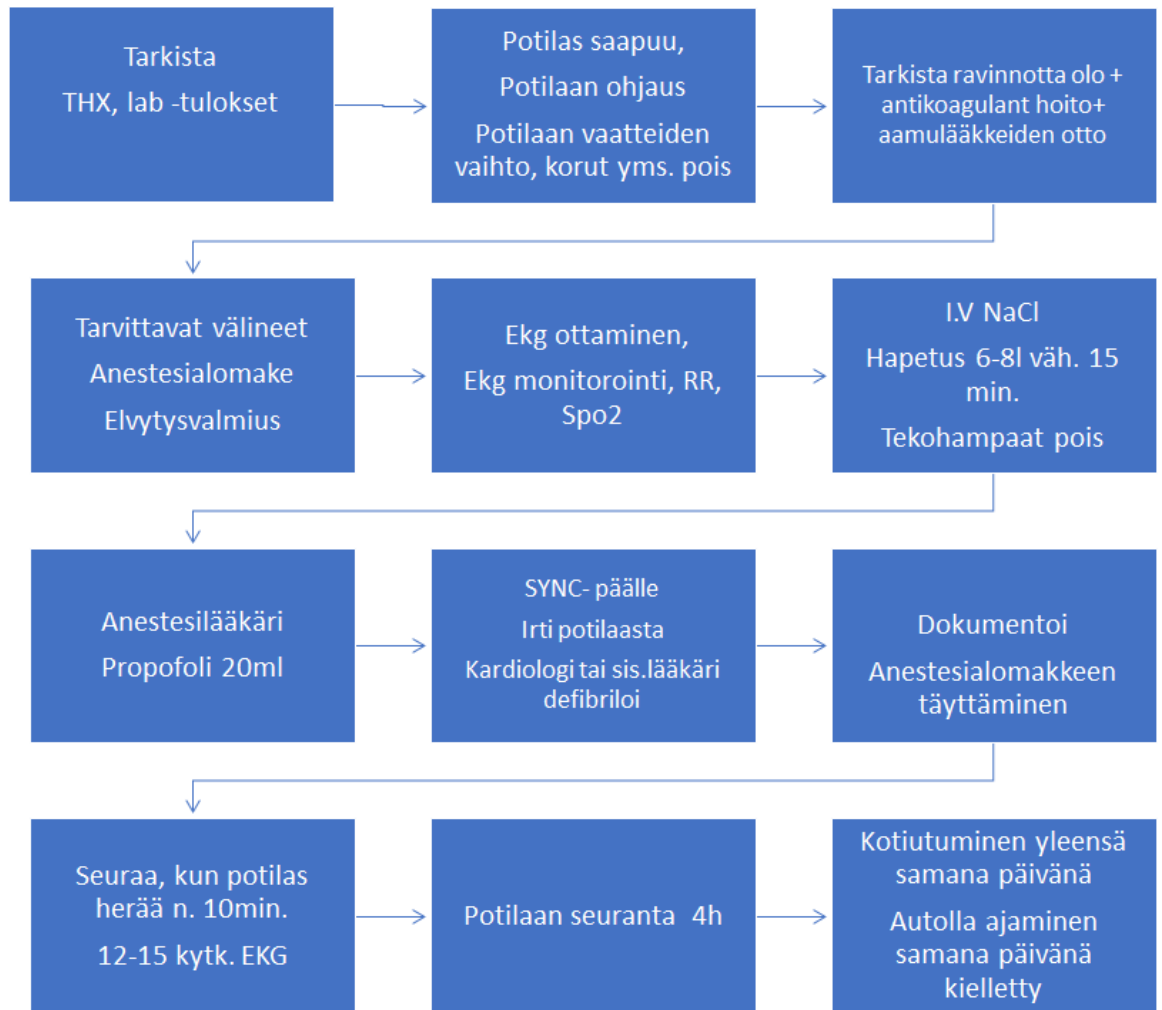 Tarkista
THX, lab -tulokset
Potilas saapuu,
Potilaan ohjaus
Potilaan vaatteiden
vaihto, korut yms. pois
Tarkista ravinnotta olo +
antikoagulant hoito+
aamulääkkeiden otto
Tarvittavat välineet
Anestesialomake
Elvytysvalmius
Ekg ottaminen,
Ekg monitorointi, RR,
Spo2
I.V NaCl
Hapetus 6-8l väh. 15
min.
Tekohampaat pois
Anestesilääkäri
Propofoli 20ml
SYNC- päälle
Irti potilaasta
Kardiologi tai sis.lääkäri
defibriloi
Dokumentoi
Anestesialomakkeen
täyttäminen
Seuraa, kun potilas
herää n. 10min.
12-15 kytk. EKG
Potilaan seuranta 4h
Kotiutuminen yleensä
samana päivänä
Autolla ajaminen
samana päivänä
kielletty